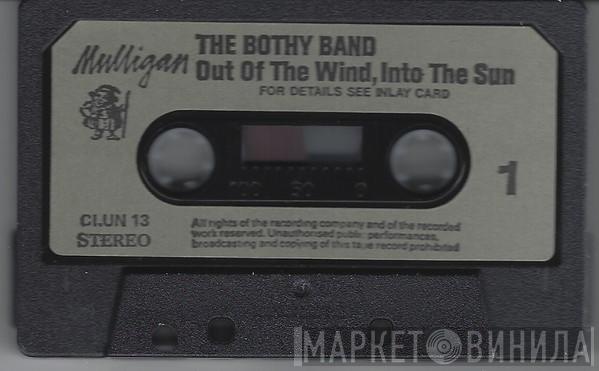 Mulligan
THE BOTHY BAND
Out Of The Wind, Into The Sun
FOR DETAILS SEE INLAY CARD
1
100 50 0
CLUN 13
STEREO
All rights of the recording company and of the recorded
work reserved. Unauthorised public performances,
broadcasting and copying of this tape record prohibited
МАРКЕТ ВИНИЛА